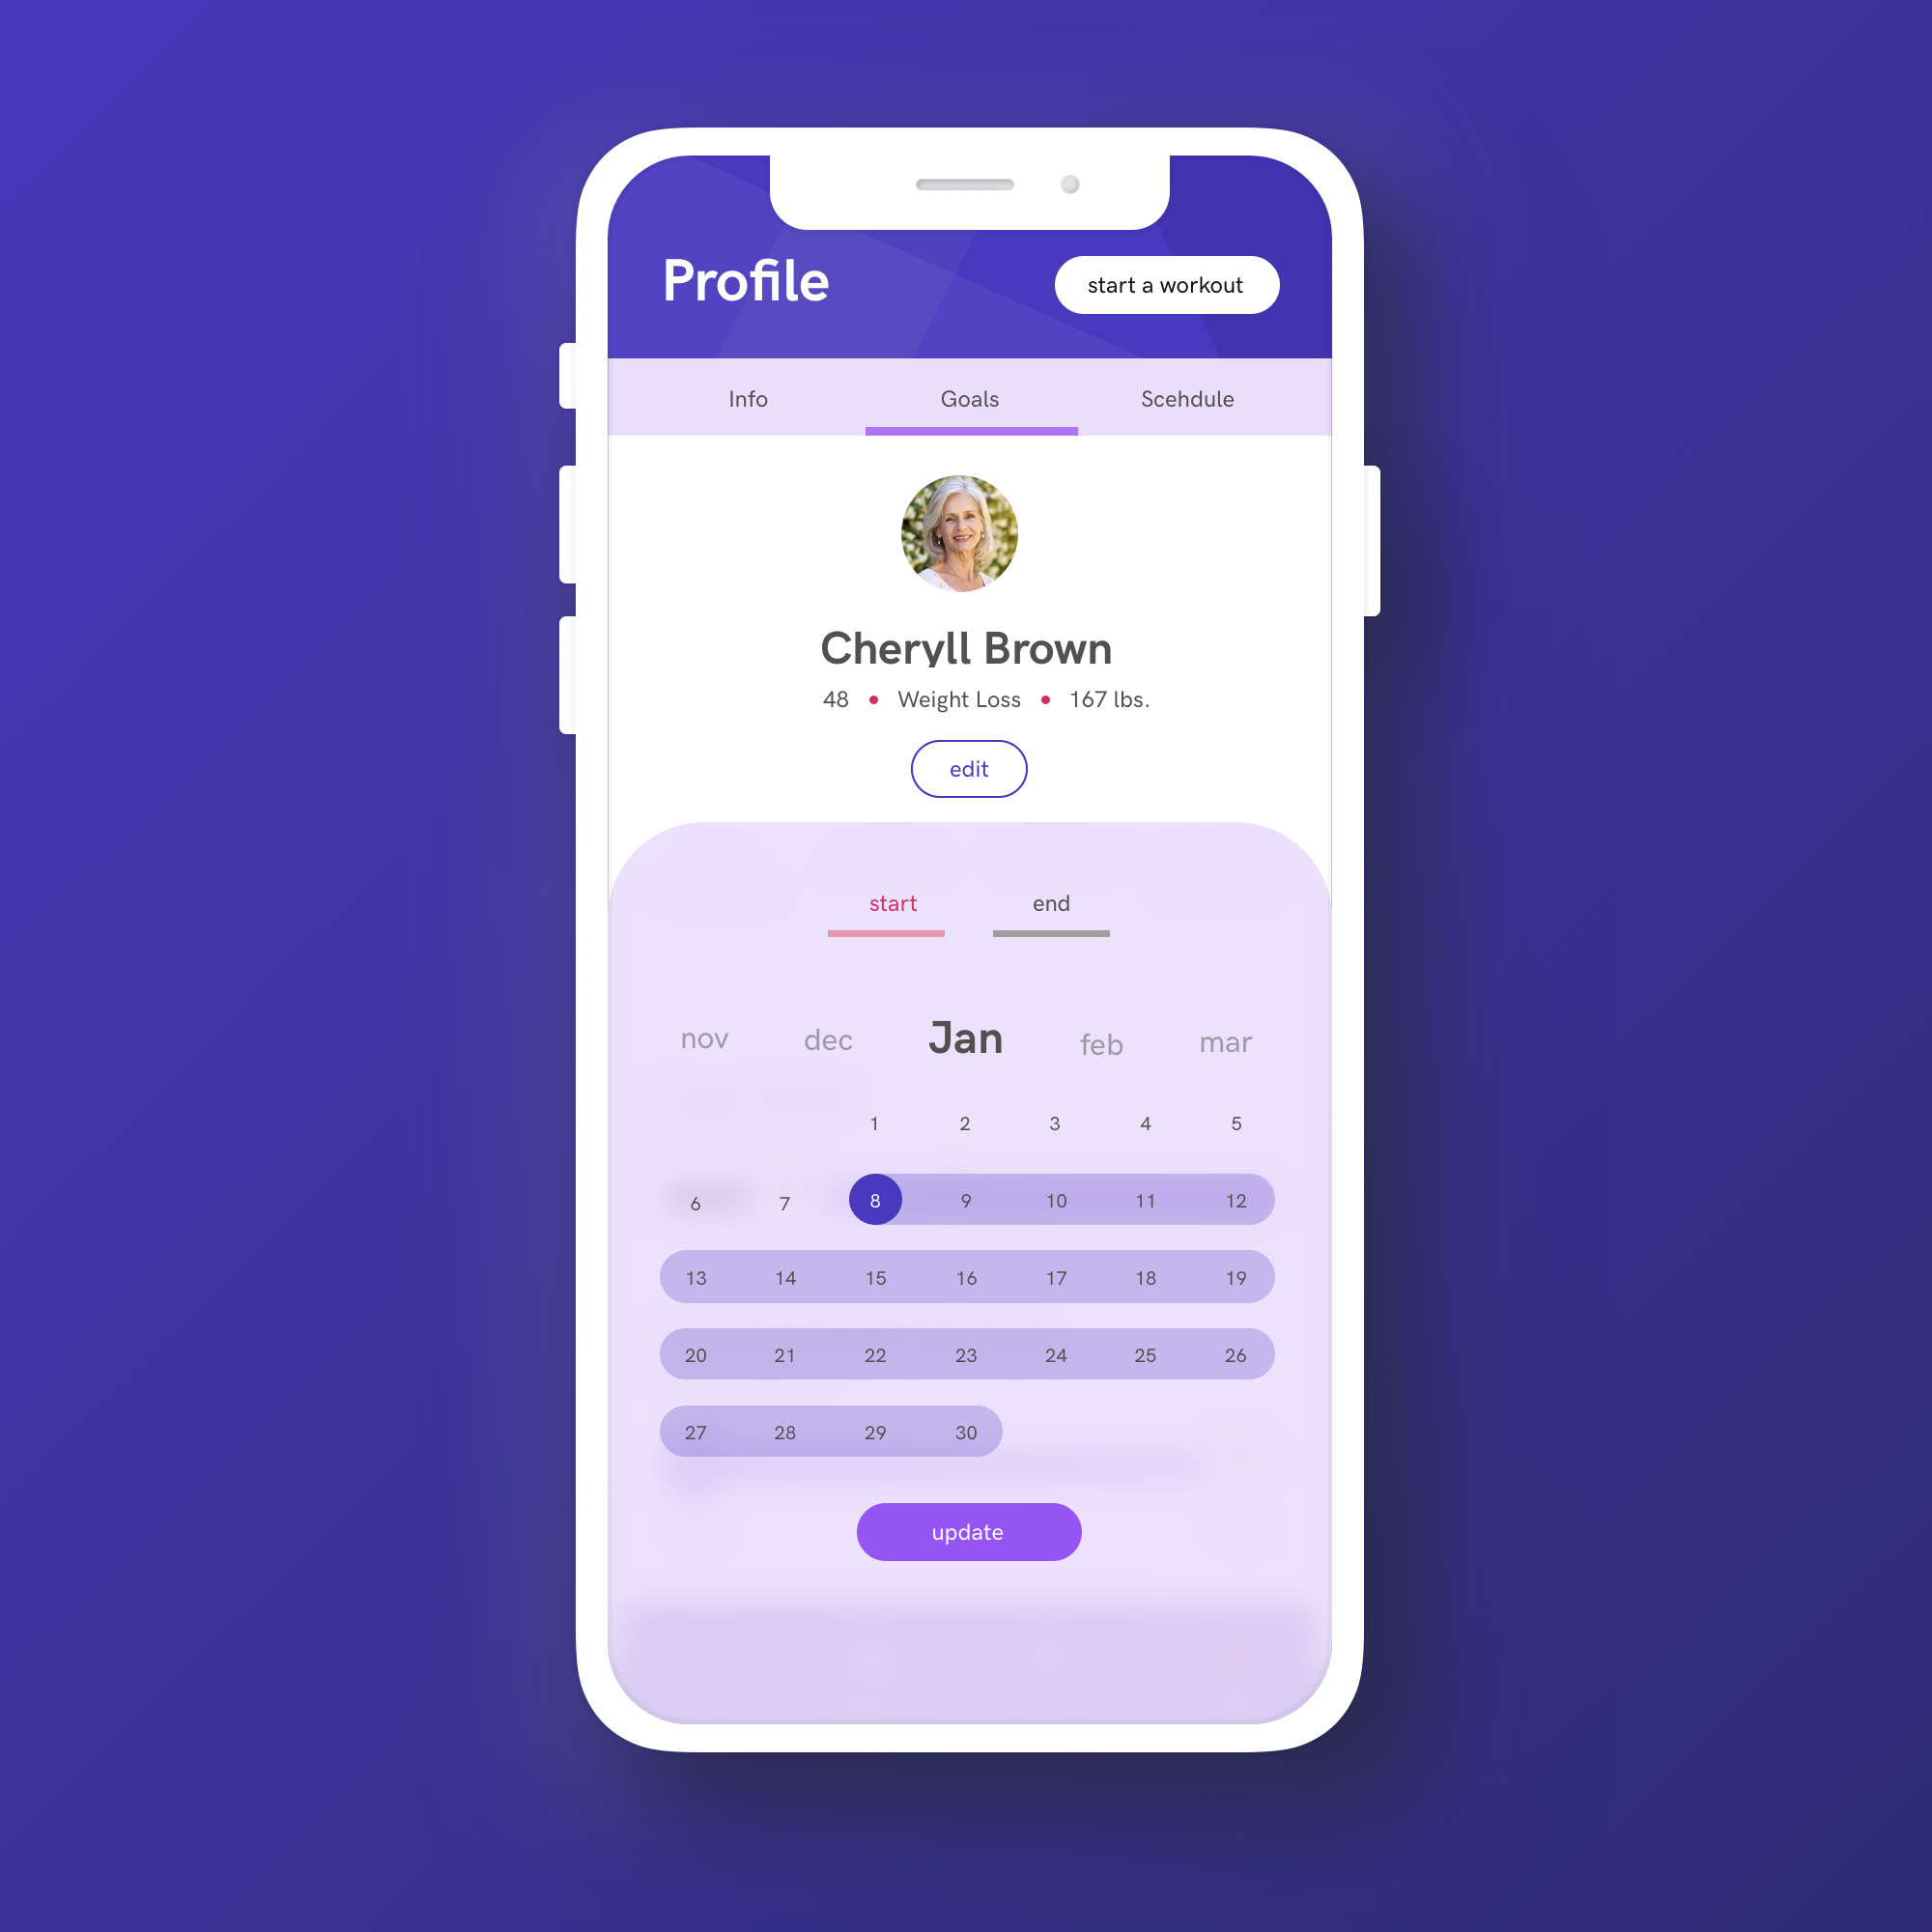 Profile
start a workout
Info Goals Scehdule
Cheryll Brown
48 • Weight Loss • 167 lbs.
edit
start end
nov dec Jan feb mar
1 2 3 4 5
6 7 8 9 10 11 12
13 14 15 16 17 18 19
20 21 22 23 24 25 26
27 28 29 30
update